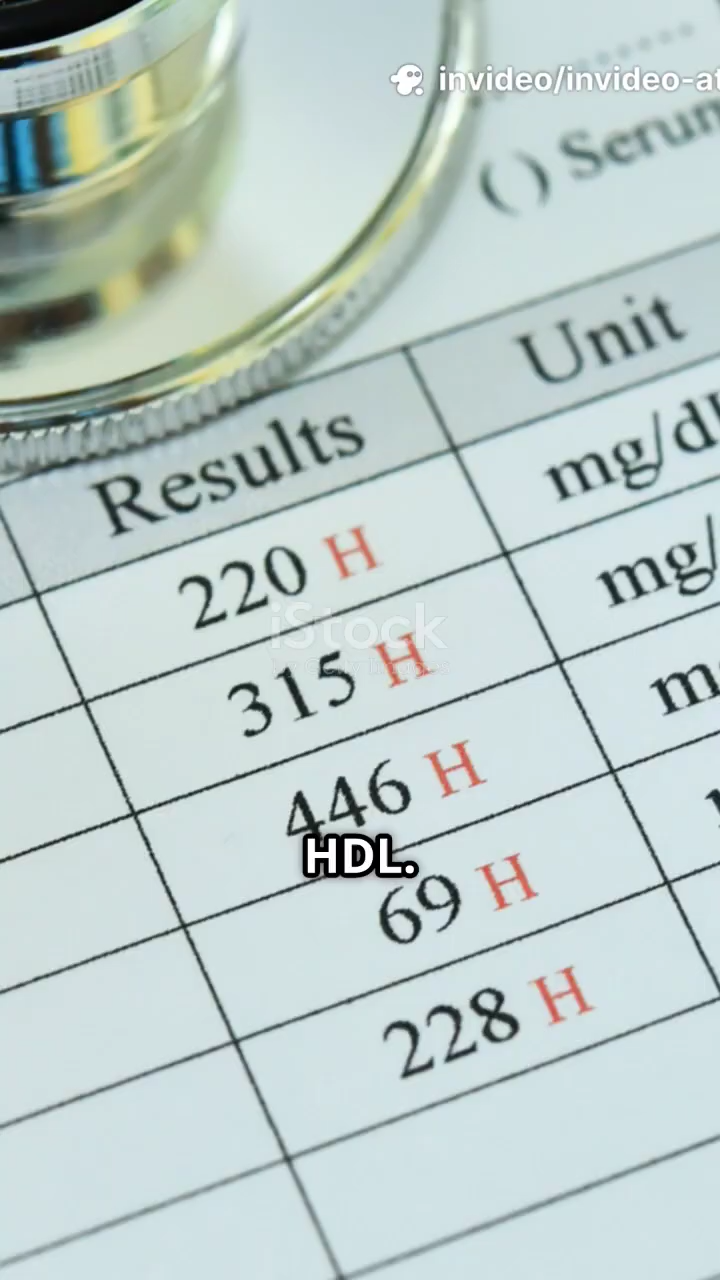 invideo/invideo-at
( ) Serum
Results Unit
220 H mg/dl
315 H mg/
446 H m
HDL.
69 H
228 H
iStock